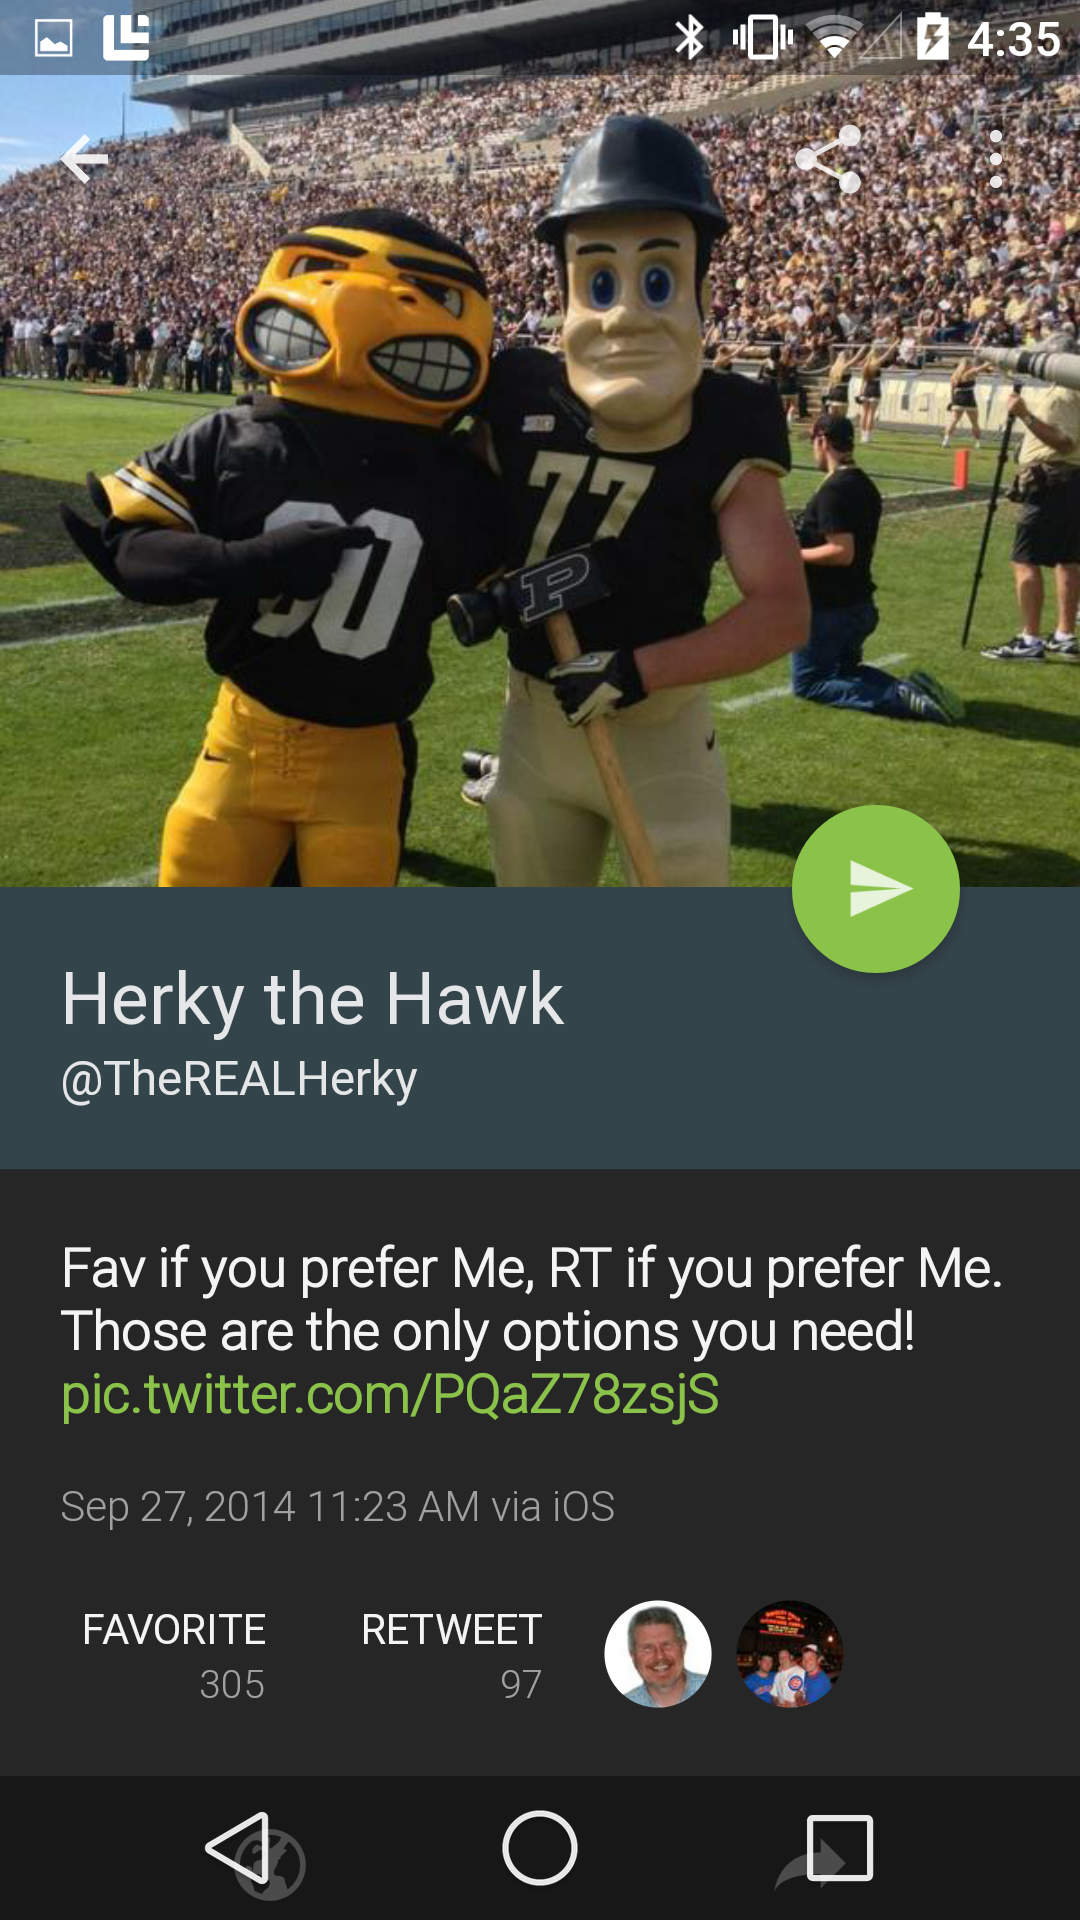 4:35
77
P
00
Herky the Hawk
@TheREALHerky
Fav if you prefer Me, RT if you prefer Me.
Those are the only options you need!
pic.twitter.com/PQaZ78zsjS
Sep 27, 2014 11:23 AM via iOS
FAVORITE RETWEET
305 97